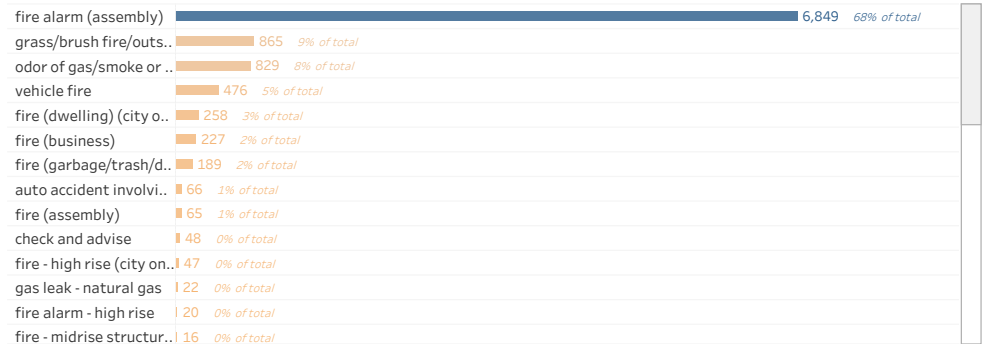 fire alarm (assembly) 6,849 68% of total
grass/brush fire/outs.. 865 9% of total
odor of gas/smoke or .. 829 8% of total
vehicle fire 476 5% of total
fire (dwelling) (city o.. 258 3% of total
fire (business) 227 2% of total
fire (garbage/trash/d.. 189 2% of total
auto accident involvi.. 66 1% of total
fire (assembly) 65 1% of total
check and advise 48 0% of total
fire - high rise (city on.. 47 0% of total
gas leak - natural gas 22 0% of total
fire alarm - high rise 20 0% of total
fire - midrise structur.. 16 0% of total